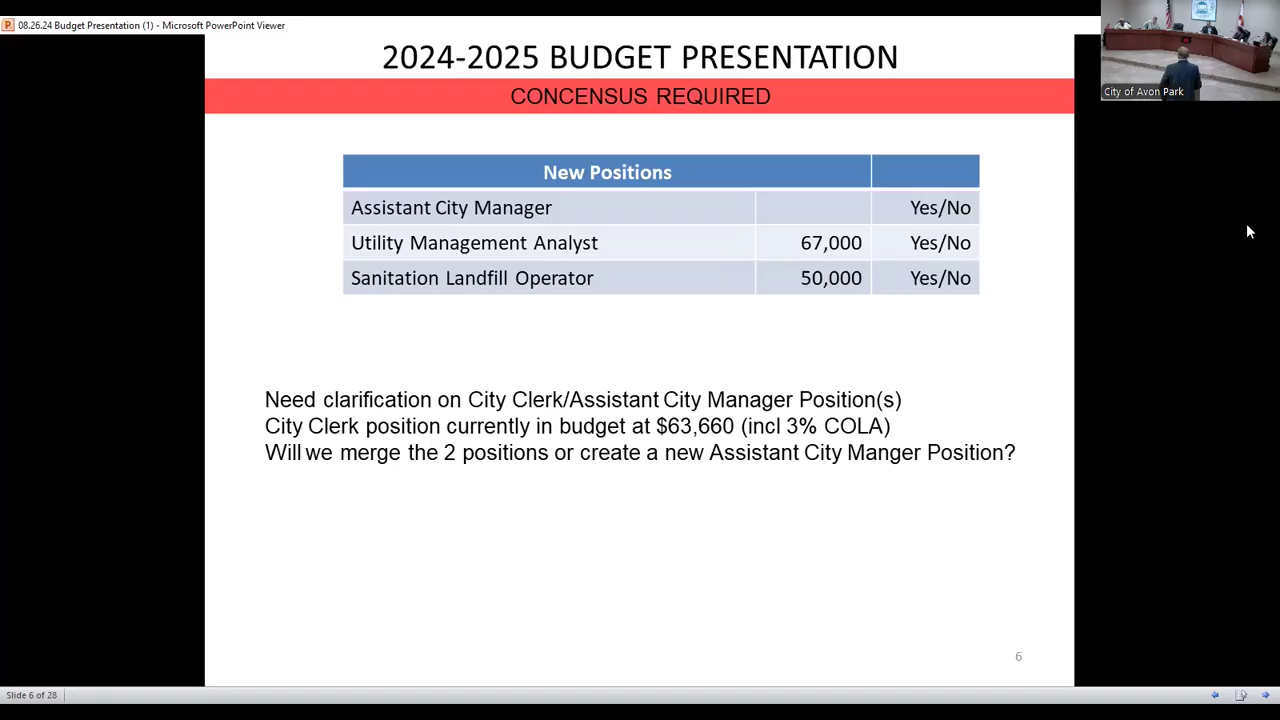 08.26.24 Budget Presentation (1) - Microsoft PowerPoint Viewer
2024-2025 BUDGET PRESENTATION
CONCENSUS REQUIRED
New Positions
Assistant City Manager Yes/No
Utility Management Analyst 67,000 Yes/No
Sanitation Landfill Operator 50,000 Yes/No
Need clarification on City Clerk/Assistant City Manager Position(s)
City Clerk position currently in budget at $63,660 (incl 3% COLA)
Will we merge the 2 positions or create a new Assistant City Manger Position?
6
Slide 6 of 28
City of Avon Park